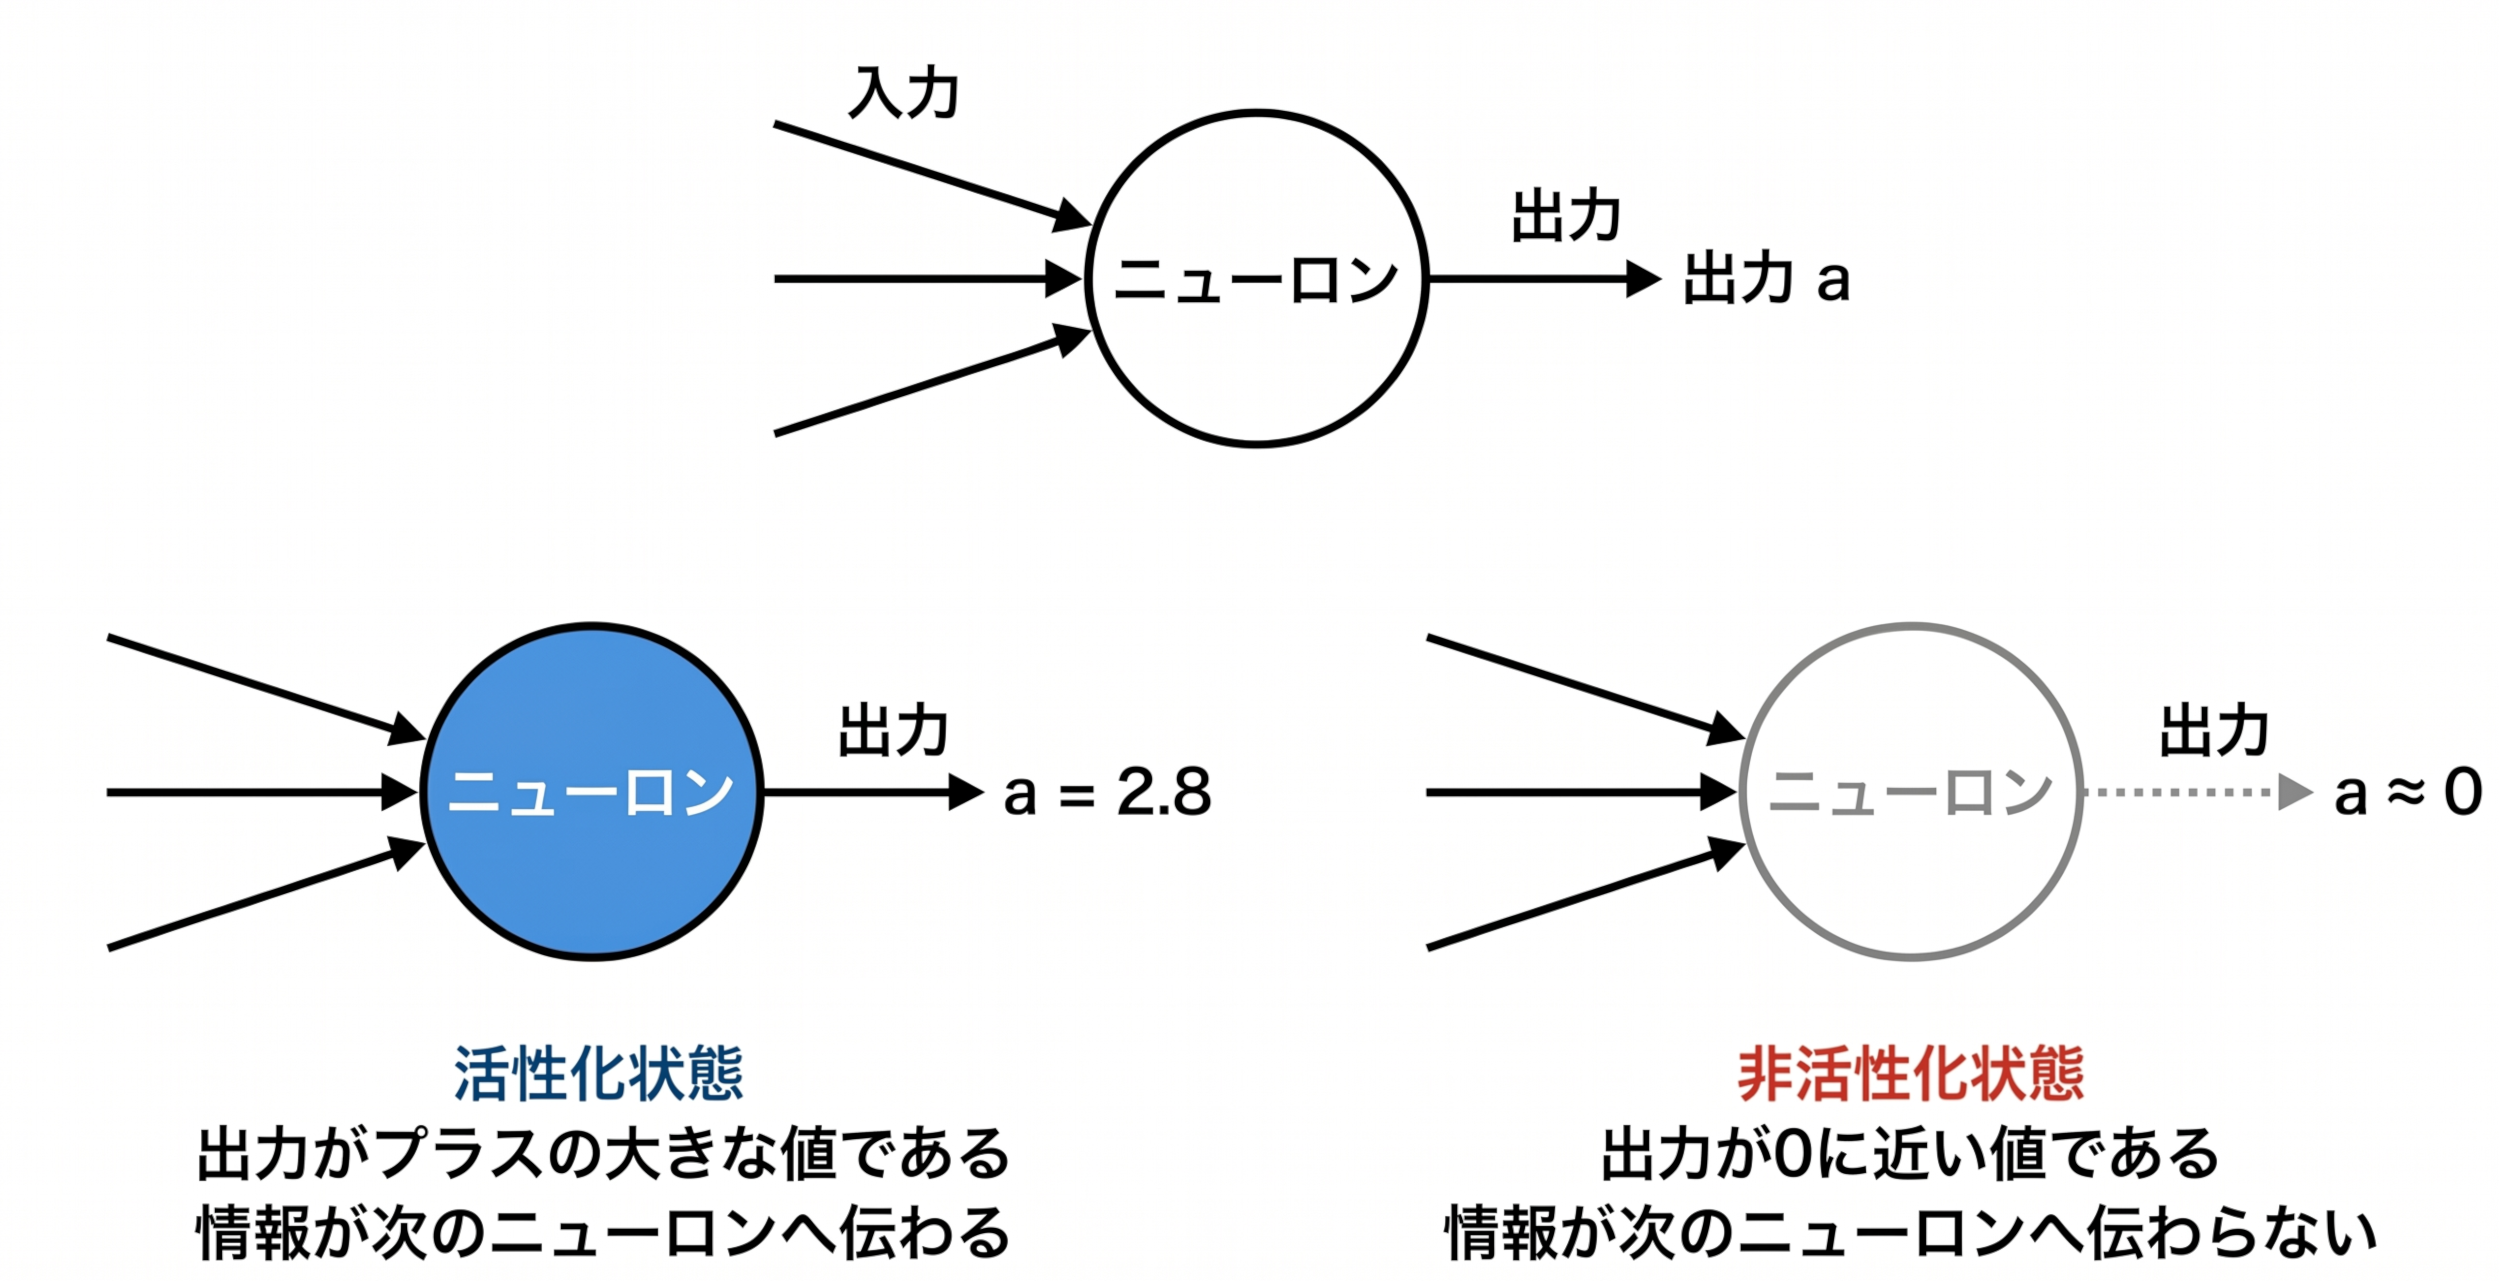 入力
ニューロン
出力
出力 a
ニューロン
出力
a = 2.8
活性化状態
出力がプラスの大きな値である
情報が次のニューロンへ伝わる
ニューロン
出力
a ≈ 0
非活性化状態
出力が0に近い値である
情報が次のニューロンへ伝わらない